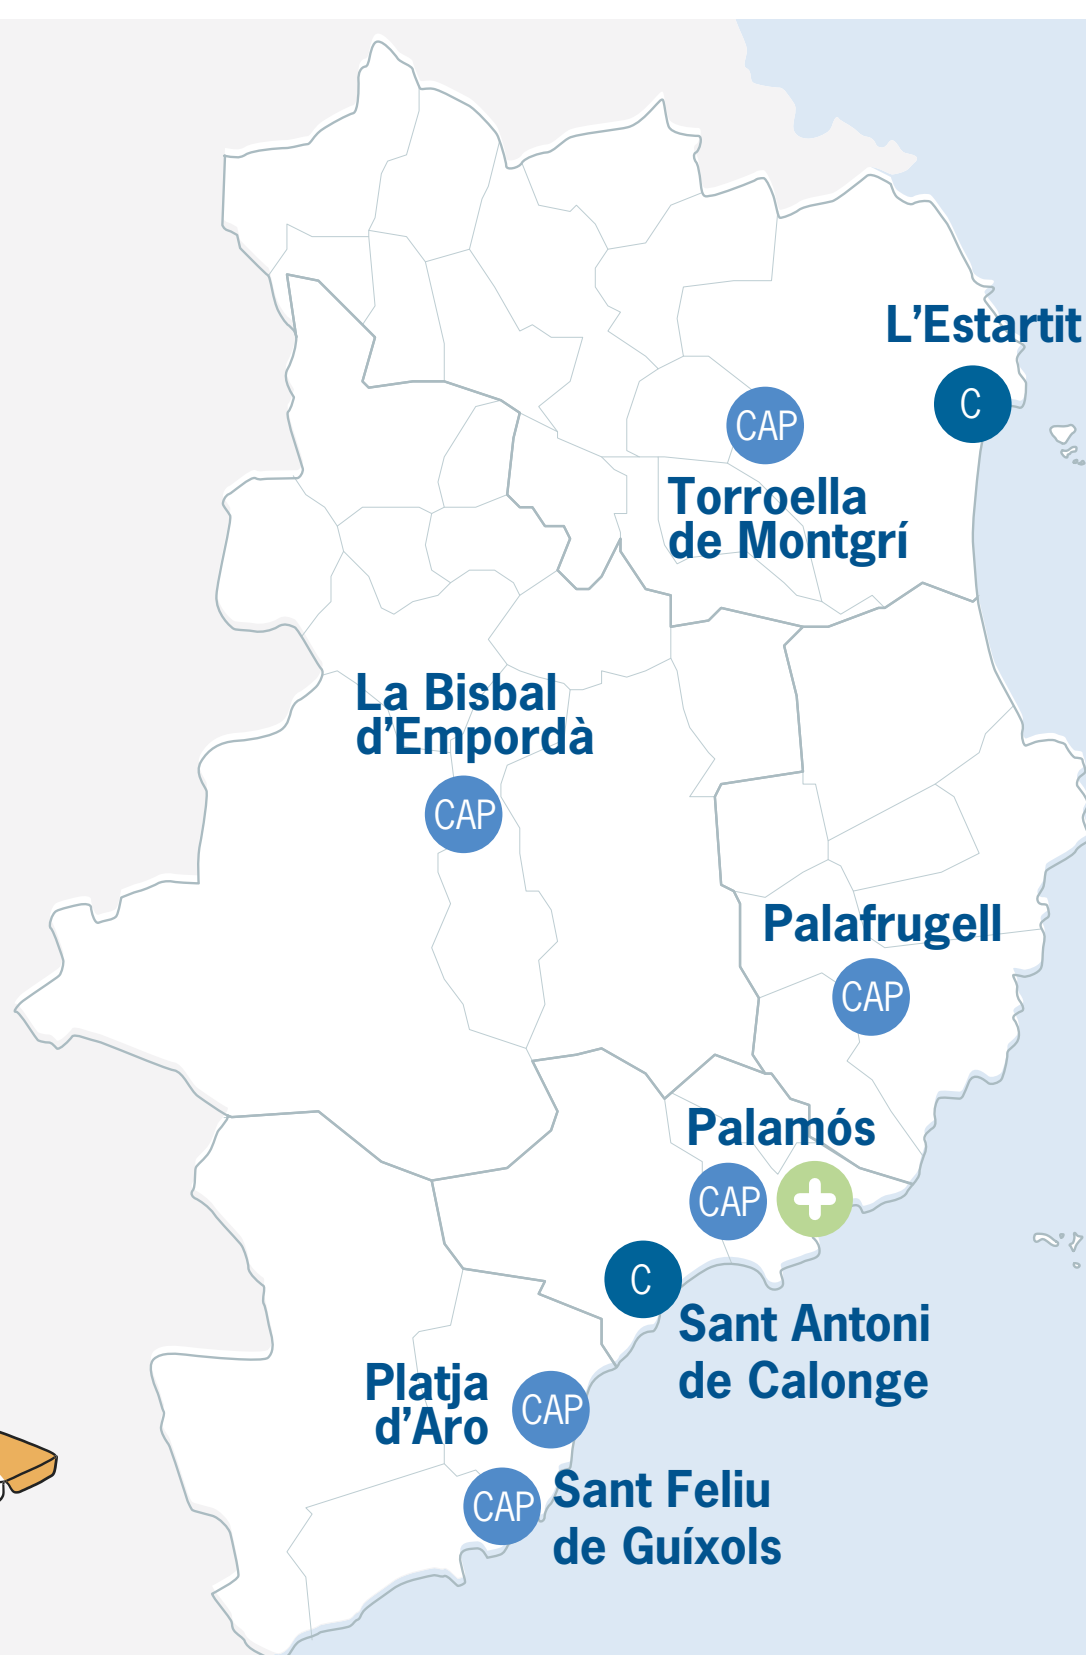 L’Estartit
C
CAP
Torroella
de Montgrí
La Bisbal
d’Empordà
CAP
Palafrugell
CAP
Palamós
CAP
C
Sant Antoni
de Calonge
Platja
d’Aro
CAP
CAP
Sant Feliu
de Guíxols